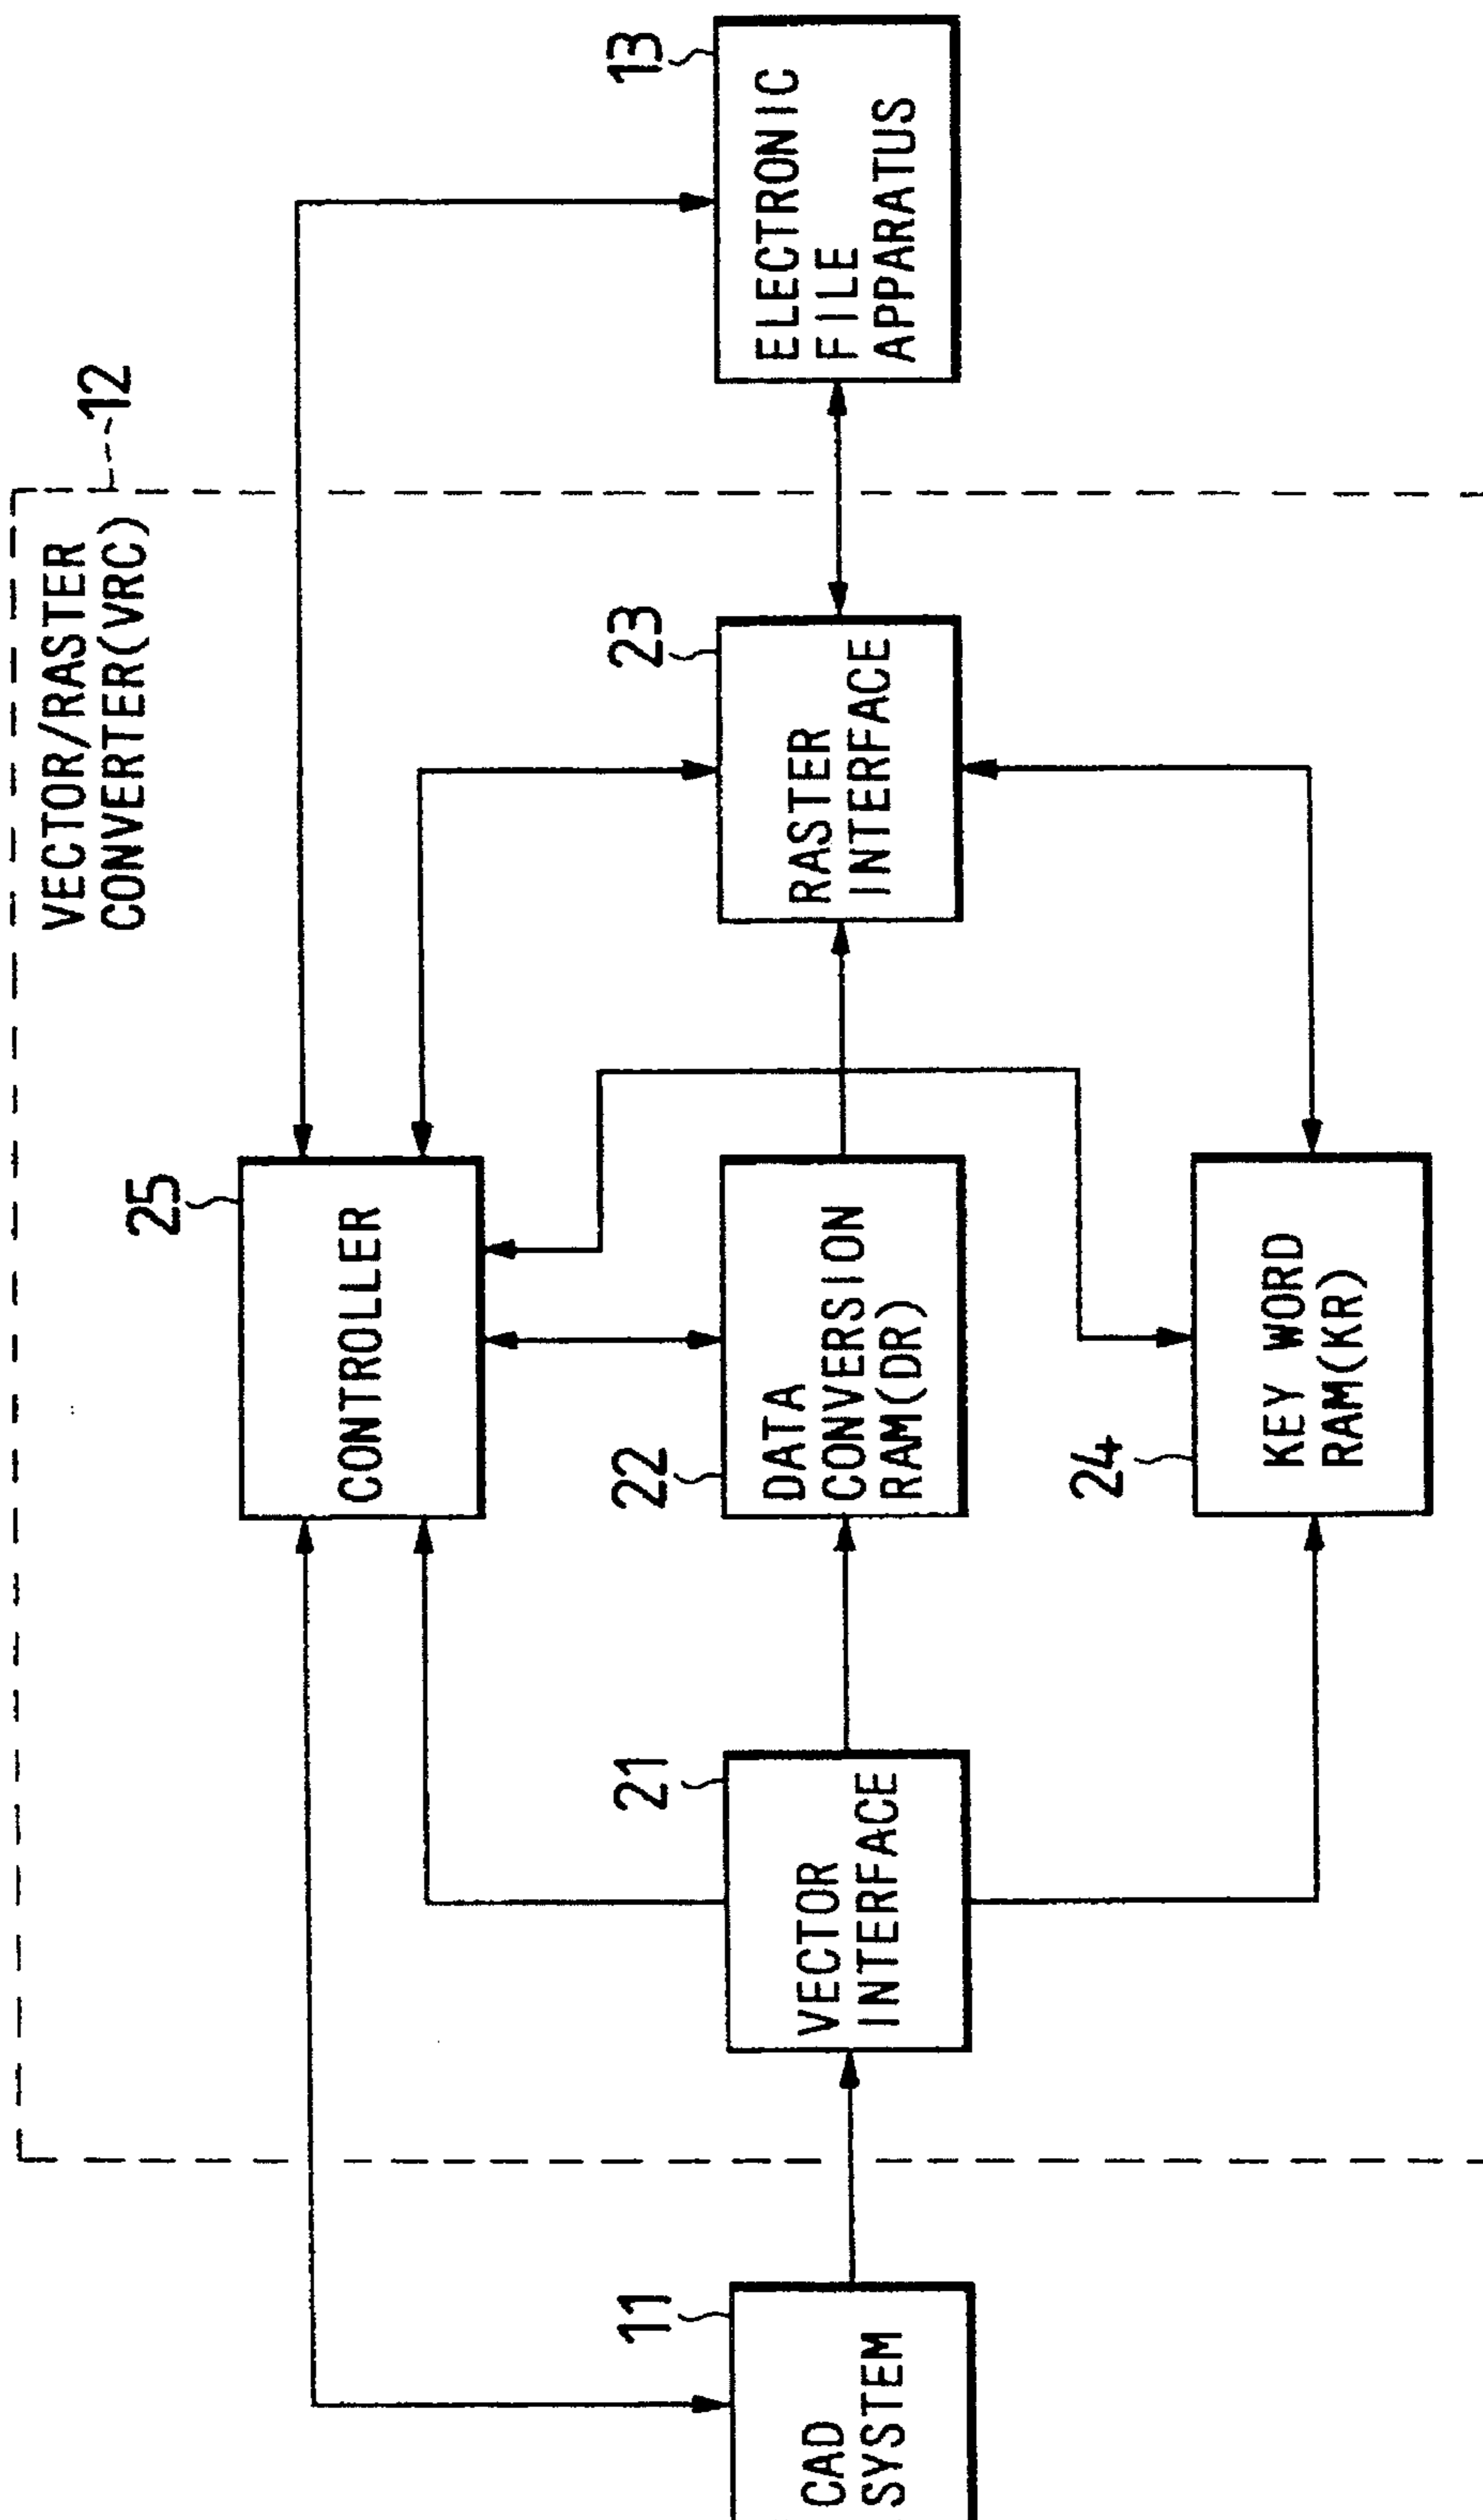 VECTOR/RASTER
CONVERTER(VRC)
12
25
CONTROLLER
11
CAD
SYSTEM
21
VECTOR
INTERFACE
22
DATA
CONVERSION
RAM(DR)
23
RASTER
INTERFACE
13
ELECTRONIC
FILE
APPARATUS
24
KEY WORD
RAM(KR)